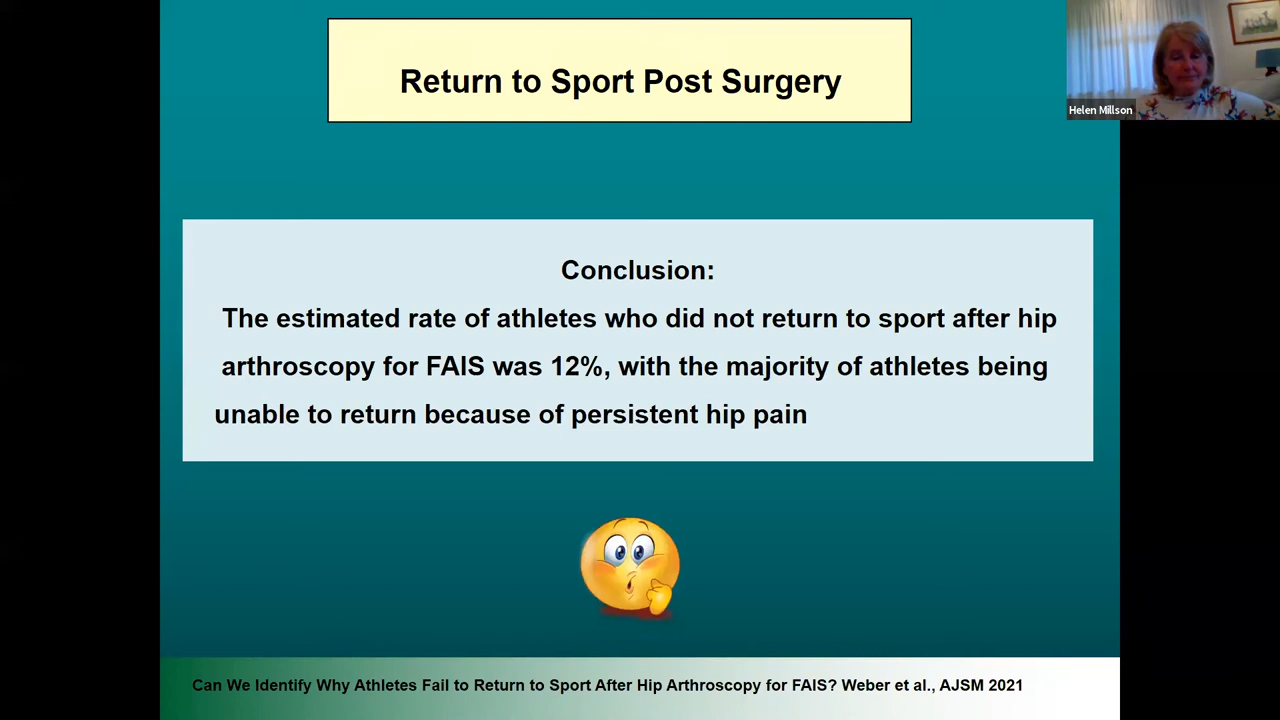 Return to Sport Post Surgery
Helen Millson
Conclusion:
The estimated rate of athletes who did not return to sport after hip
arthroscopy for FAIS was 12%, with the majority of athletes being
unable to return because of persistent hip pain
Can We Identify Why Athletes Fail to Return to Sport After Hip Arthroscopy for FAIS? Weber et al., AJSM 2021